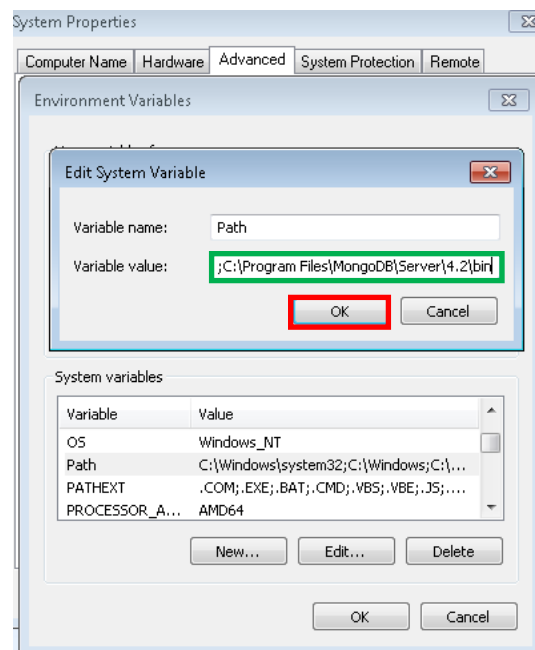 System Properties
Computer Name Hardware Advanced System Protection Remote
Environment Variables
Edit System Variable
Variable name: Path
Variable value: ;C:\Program Files\MongoDB\Server\4.2\bin
OK Cancel
System variables
Variable Value
OS Windows_NT
Path C:\Windows\system32;C:\Windows;C:\...
PATHEXT .COM;.EXE;.BAT;.CMD;.VBS;.VBE;.JS;....
PROCESSOR_A... AMD64
New... Edit... Delete
OK Cancel